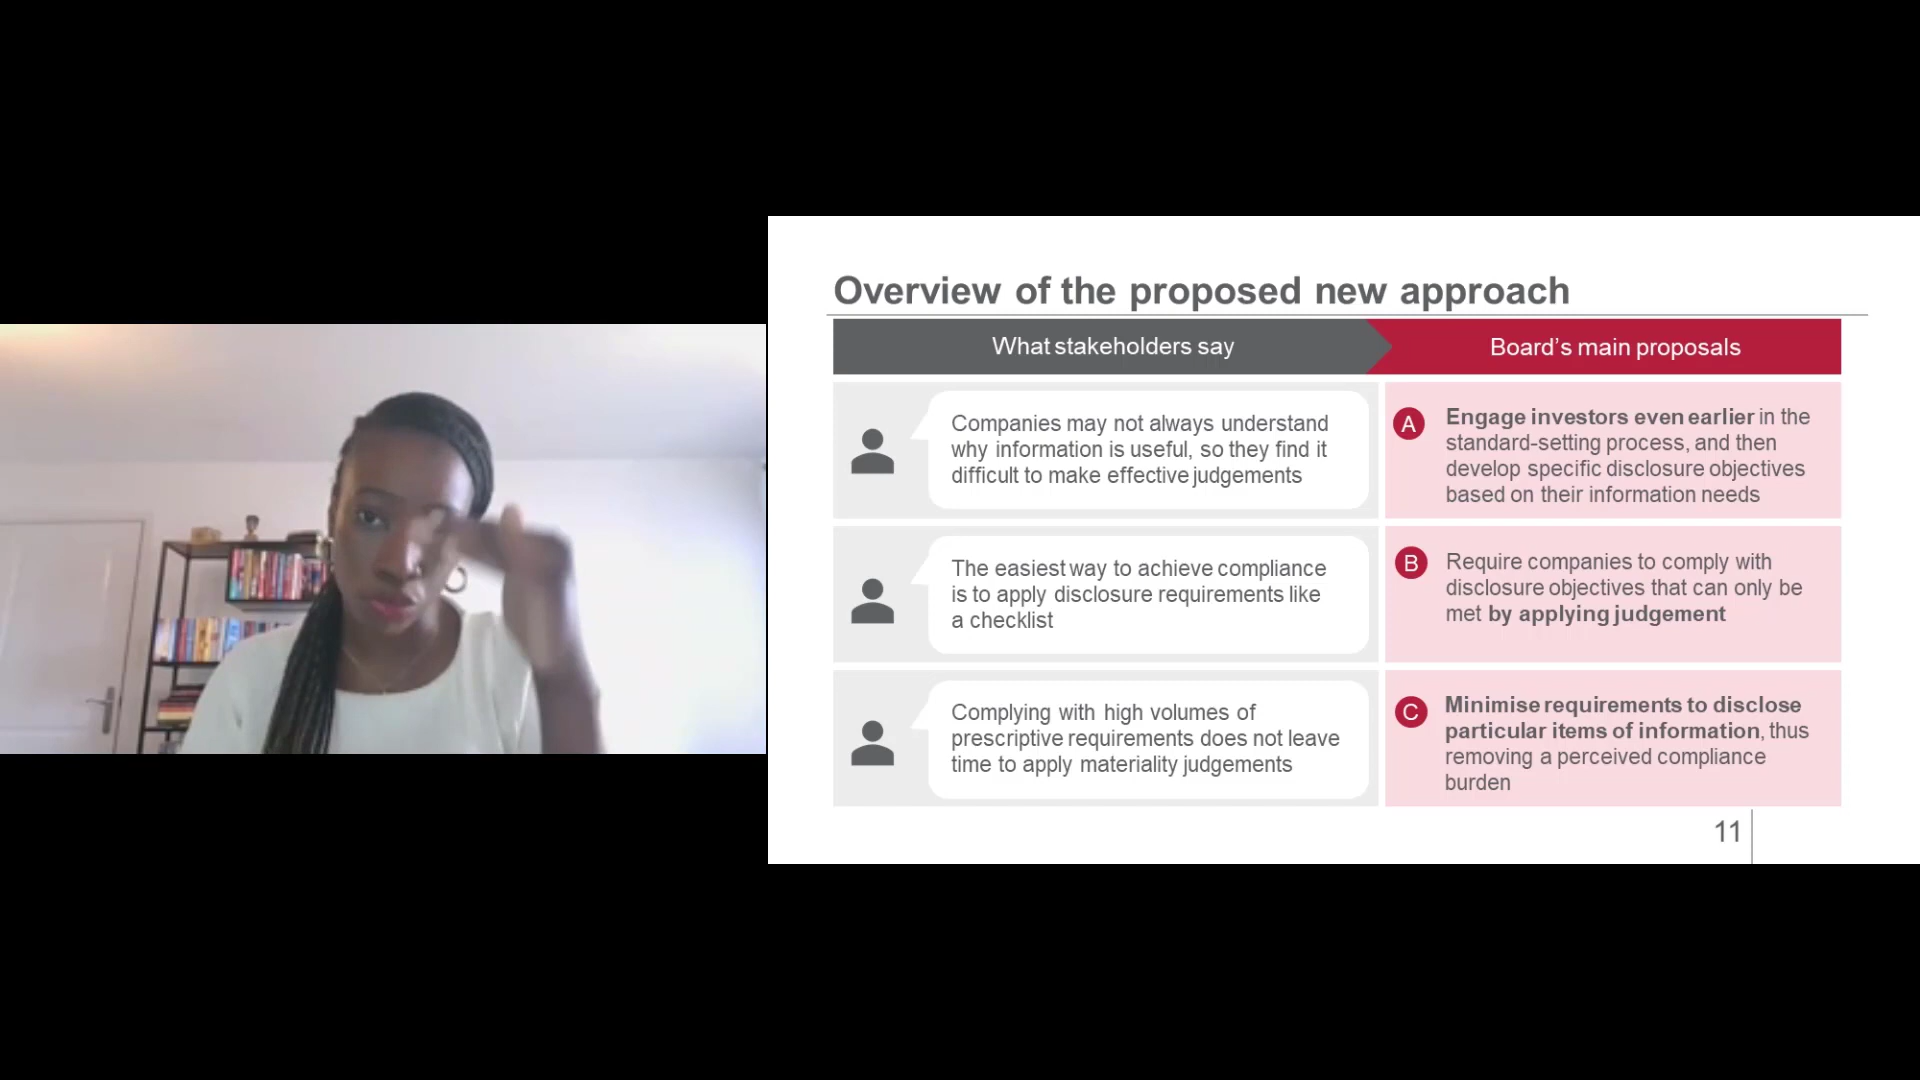 Overview of the proposed new approach
What stakeholders say
Board's main proposals
Companies may not always understand
why information is useful, so they find it
difficult to make effective judgements
A
Engage investors even earlier in the
standard-setting process, and then
develop specific disclosure objectives
based on their information needs
The easiest way to achieve compliance
is to apply disclosure requirements like
a checklist
B
Require companies to comply with
disclosure objectives that can only be
met by applying judgement
Complying with high volumes of
prescriptive requirements does not leave
time to apply materiality judgements
C
Minimise requirements to disclose
particular items of information, thus
removing a perceived compliance
burden
11